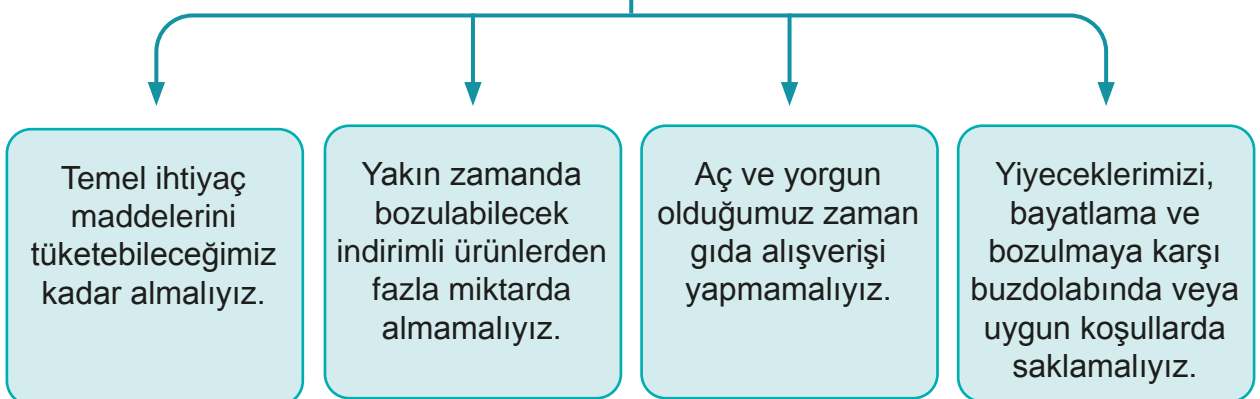 Temel ihtiyaç
maddelerini
tüketebileceğimiz
kadar almalıyız.
Yakın zamanda
bozulabilecek
indirimli ürünlerden
fazla miktarda
almamalıyız.
Aç ve yorgun
olduğumuz zaman
gıda alışverişi
yapmamalıyız.
Yiyeceklerimizi,
bayatlama ve
bozulmaya karşı
buzdolabında veya
uygun koşullarda
saklamalıyız.